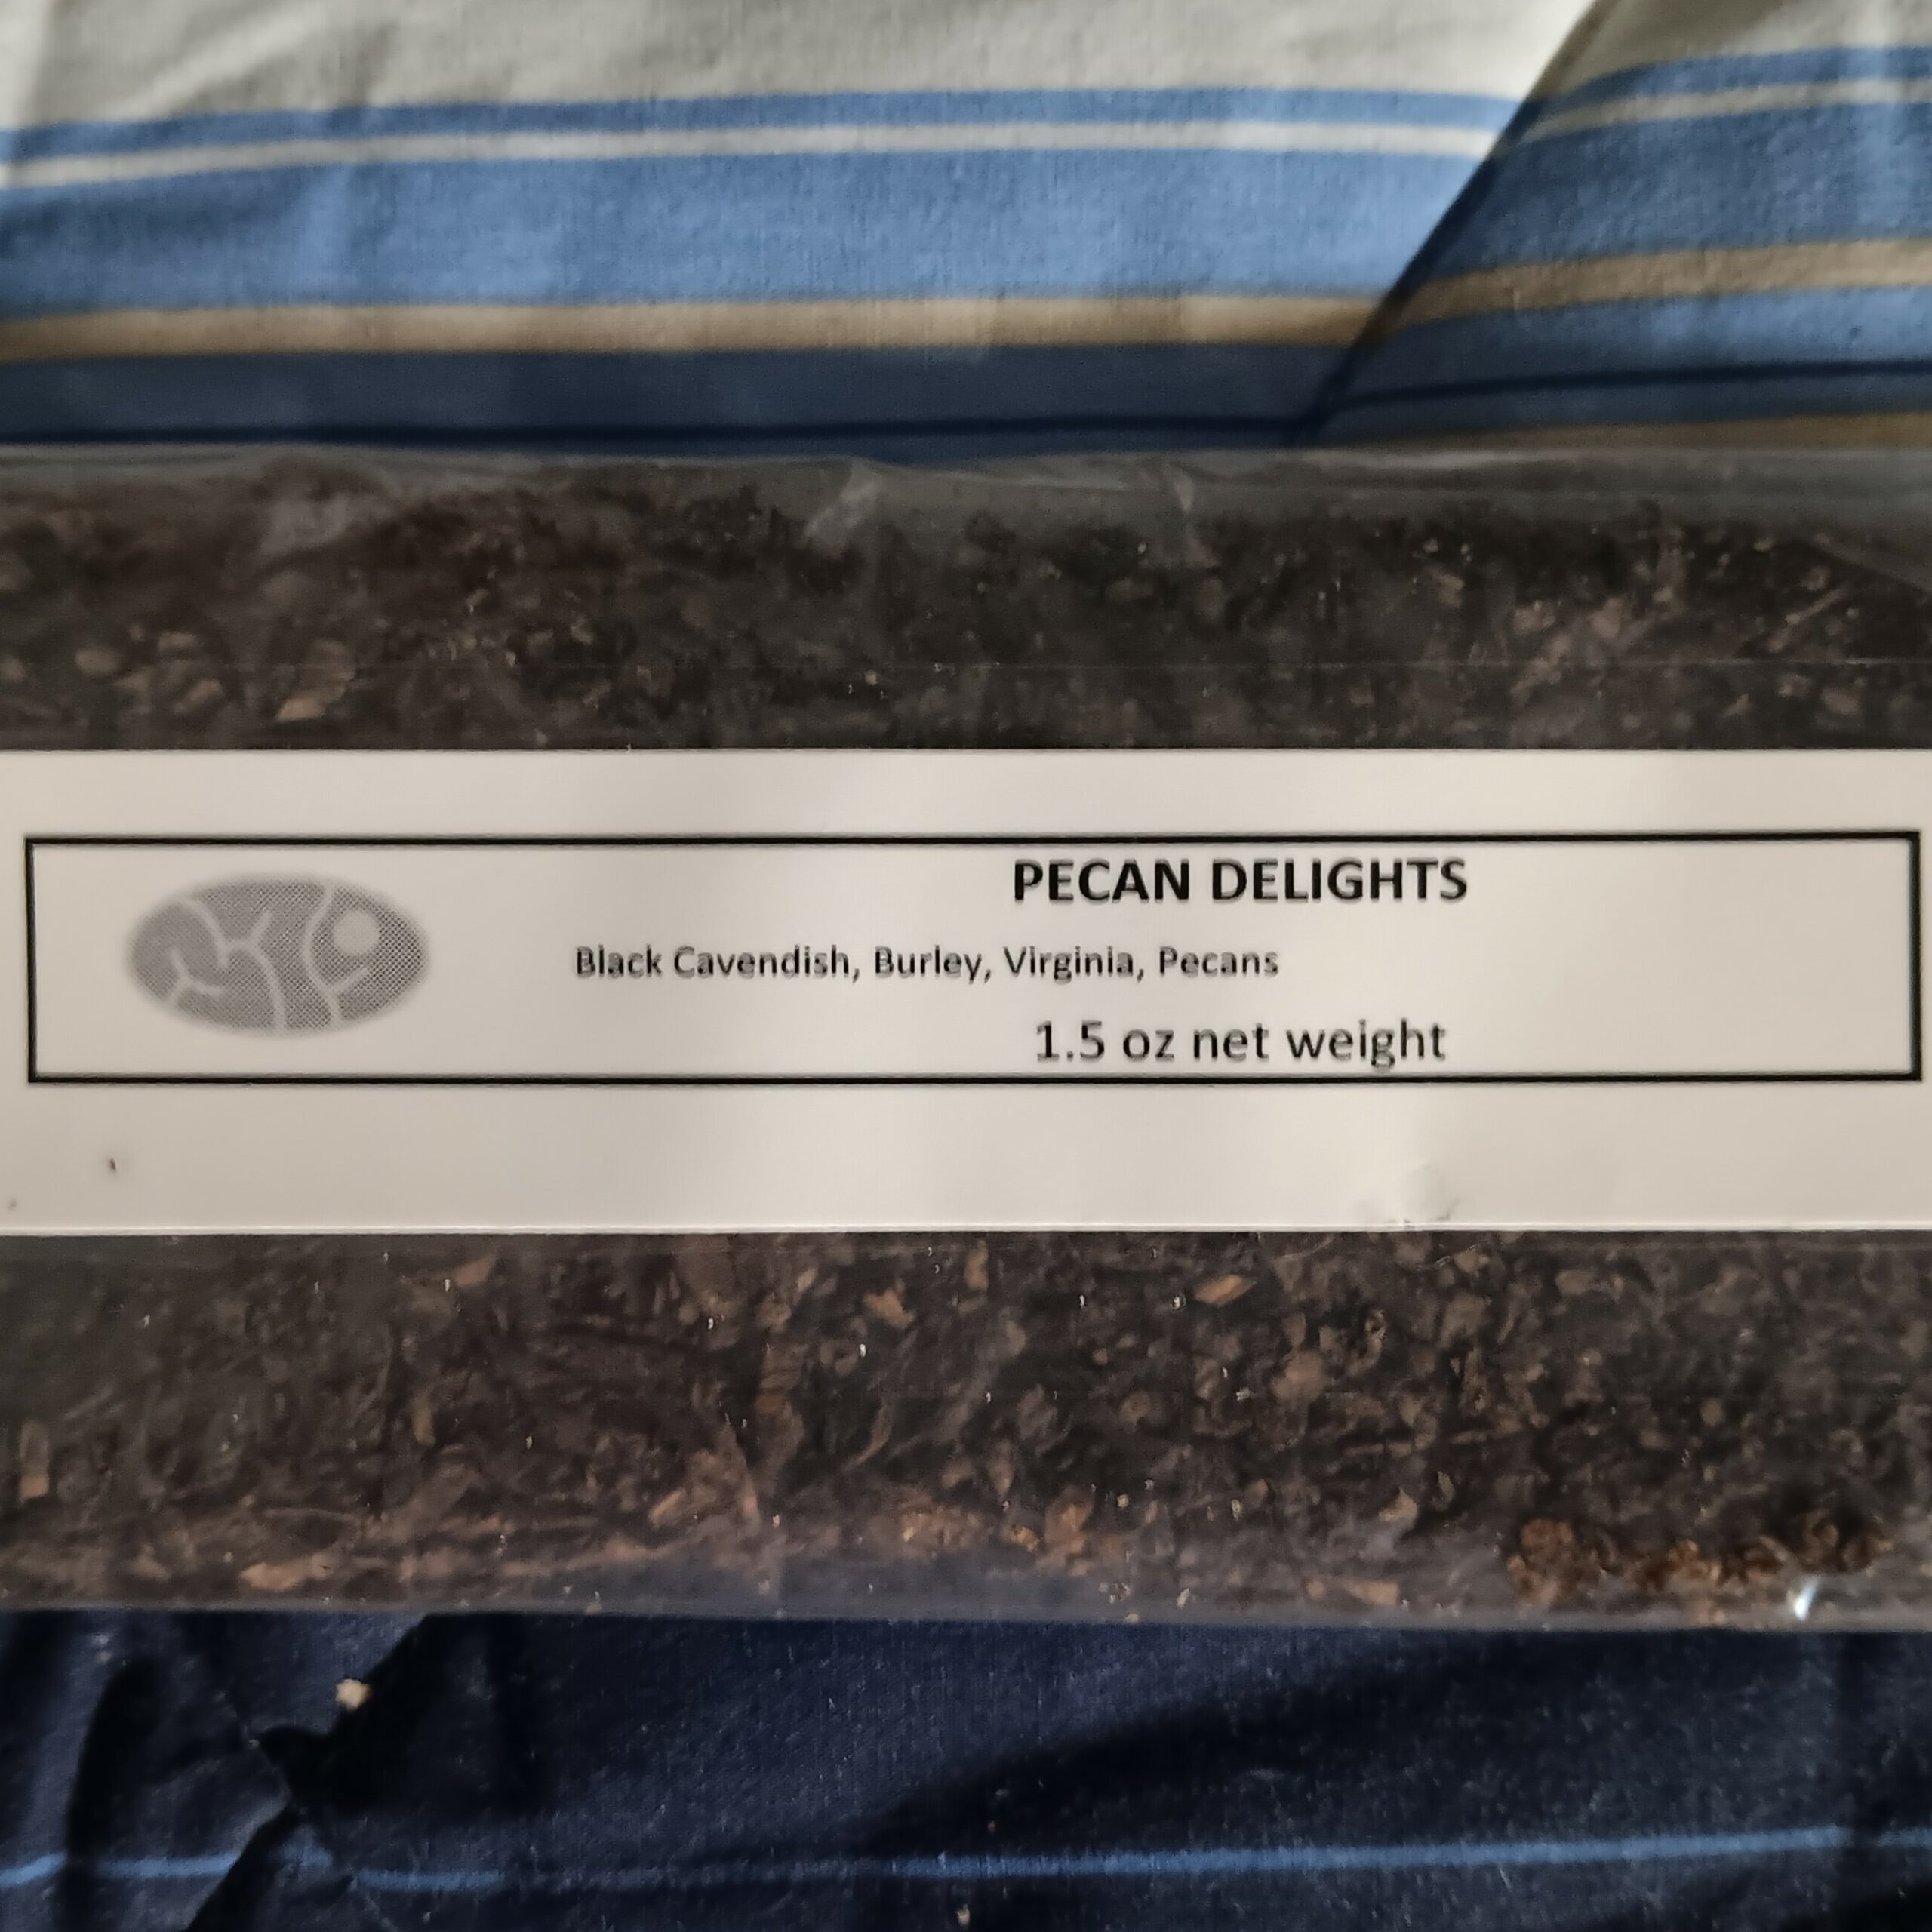 PECAN DELIGHTS
Black Cavendish, Burley, Virginia, Pecans
1.5 oz net weight